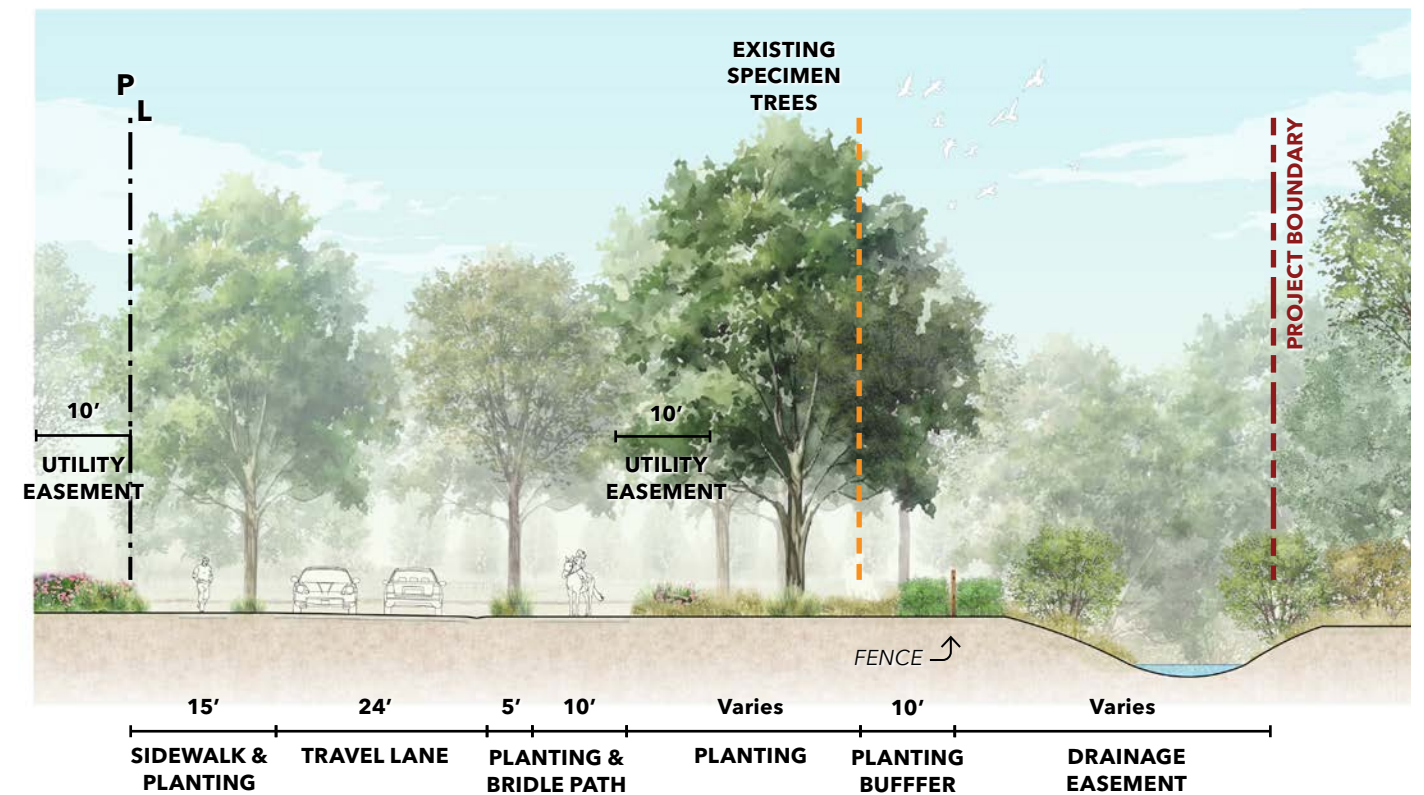 EXISTING
SPECIMEN
TREES
P
L
PROJECT BOUNDARY
10’
UTILITY
EASEMENT
10’
UTILITY
EASEMENT
FENCE
15’
24’
5’
10’
Varies
10’
Varies
SIDEWALK &
PLANTING
TRAVEL LANE
PLANTING &
BRIDLE PATH
PLANTING
PLANTING
BUFFFER
DRAINAGE
EASEMENT